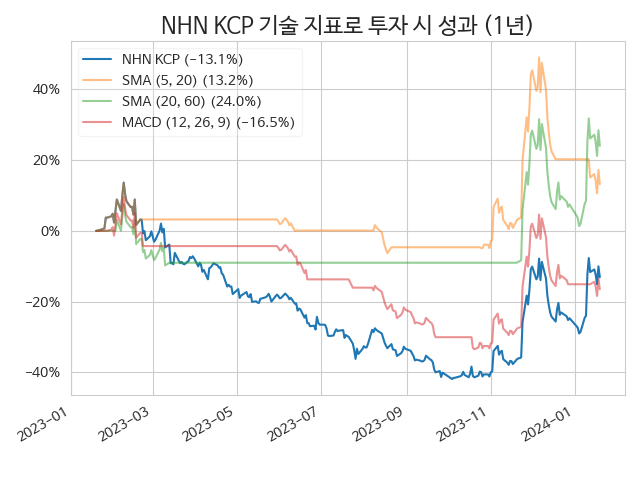 NHN KCP 기술 지표로 투자 시 성과 (1년)
NHN KCP (−13.1%)
SMA (5, 20) (13.2%)
SMA (20, 60) (24.0%)
MACD (12, 26, 9) (−16.5%)
40%
20%
0%
−20%
−40%
2023−01
2023−03
2023−05
2023−07
2023−09
2023−11
2024−01